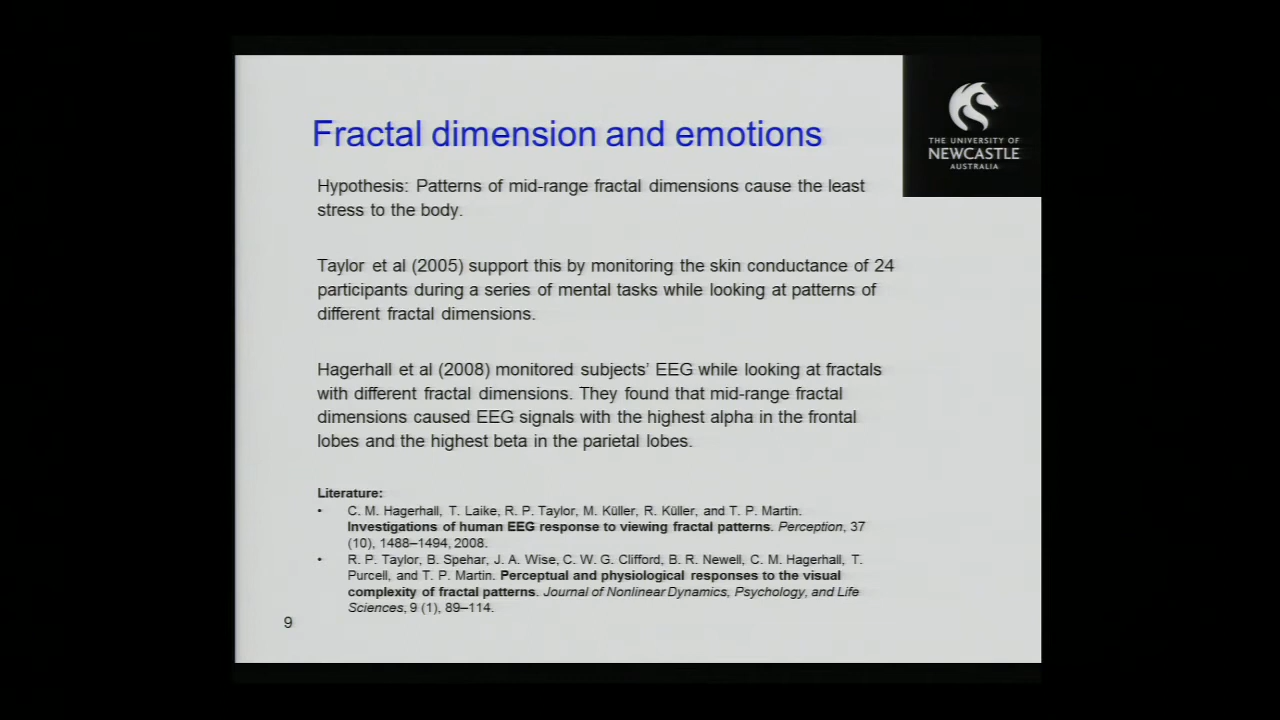 Fractal dimension and emotions
THE UNIVERSITY OF
NEWCASTLE
AUSTRALIA
Hypothesis: Patterns of mid-range fractal dimensions cause the least
stress to the body.
Taylor et al (2005) support this by monitoring the skin conductance of 24
participants during a series of mental tasks while looking at patterns of
different fractal dimensions.
Hagerhall et al (2008) monitored subjects’ EEG while looking at fractals
with different fractal dimensions. They found that mid-range fractal
dimensions caused EEG signals with the highest alpha in the frontal
lobes and the highest beta in the parietal lobes.
Literature:
• C. M. Hagerhall, T. Laike, R. P. Taylor, M. Küller, R. Küller, and T. P. Martin.
Investigations of human EEG response to viewing fractal patterns. Perception, 37
(10), 1488–1494, 2008.
• R. P. Taylor, B. Spehar, J. A. Wise, C. W. G. Clifford, B. R. Newell, C. M. Hagerhall, T.
Purcell, and T. P. Martin. Perceptual and physiological responses to the visual
complexity of fractal patterns. Journal of Nonlinear Dynamics, Psychology, and Life
Sciences, 9 (1), 89–114.
9